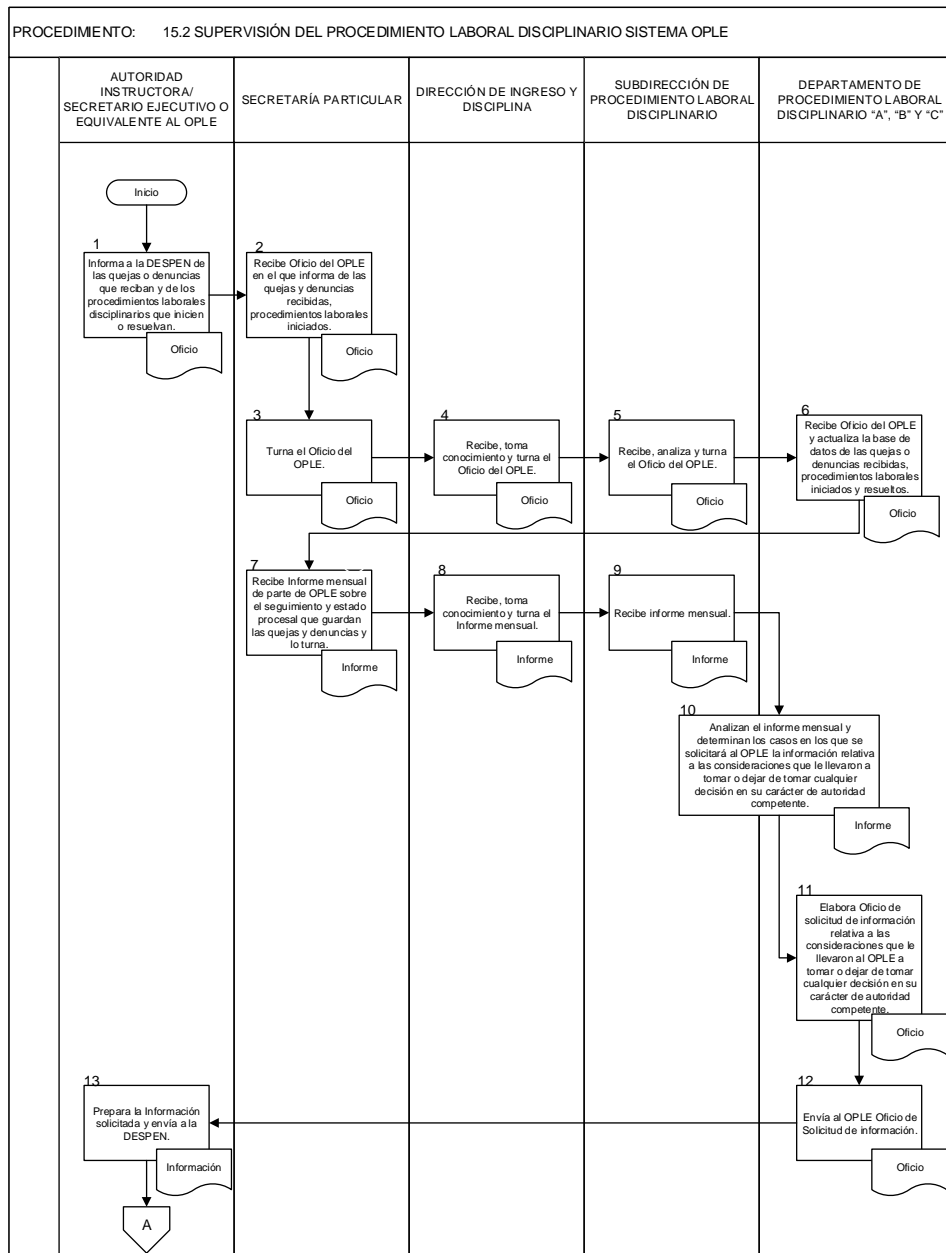 PROCEDIMIENTO: 15.2 SUPERVISIÓN DEL PROCEDIMIENTO LABORAL DISCIPLINARIO SISTEMA OPLE
AUTORIDAD
INSTRUCTORA/
SECRETARIO EJECUTIVO O
EQUIVALENTE AL OPLE
SECRETARÍA PARTICULAR
DIRECCIÓN DE INGRESO Y
DISCIPLINA
SUBDIRECCIÓN DE
PROCEDIMIENTO LABORAL
DISCIPLINARIO
DEPARTAMENTO DE
PROCEDIMIENTO LABORAL
DISCIPLINARIO “A”, “B” Y “C”
Inicio
1
Informa a la DESPEN de
las quejas o denuncias
que reciban y de los
procedimientos laborales
disciplinarios que inicien
o resuelvan.
Oficio
2
Recibe Oficio del OPLE
en el que informa de las
quejas y denuncias
recibidas,
procedimientos laborales
iniciados.
Oficio
3
Turna el Oficio del
OPLE.
Oficio
4
Recibe, toma
conocimiento y turna el
Oficio del OPLE.
Oficio
5
Recibe, analiza y turna
el Oficio del OPLE.
Oficio
6
Recibe Oficio del OPLE
y actualiza la base de
datos de las quejas o
denuncias recibidas,
procedimientos laborales
iniciados y resueltos.
Oficio
7
Recibe Informe mensual
de parte de OPLE sobre
el seguimiento y estado
procesal que guardan
las quejas y denuncias y
lo turna.
Informe
8
Recibe, toma
conocimiento y turna el
Informe mensual.
Informe
9
Recibe informe mensual.
Informe
10
Analizan el informe mensual y
determinan los casos en los que se
solicitará al OPLE la información relativa
a las consideraciones que le llevaron a
tomar o dejar de tomar cualquier
decisión en su carácter de autoridad
competente.
Informe
11
Elabora Oficio de
solicitud de información
relativa a las
consideraciones que le
llevaron al OPLE a
tomar o dejar de tomar
cualquier decisión en su
carácter de autoridad
competente.
Oficio
12
Envía al OPLE Oficio de
Solicitud de información.
Oficio
13
Prepara la Información
solicitada y envía a la
DESPEN.
Información
A